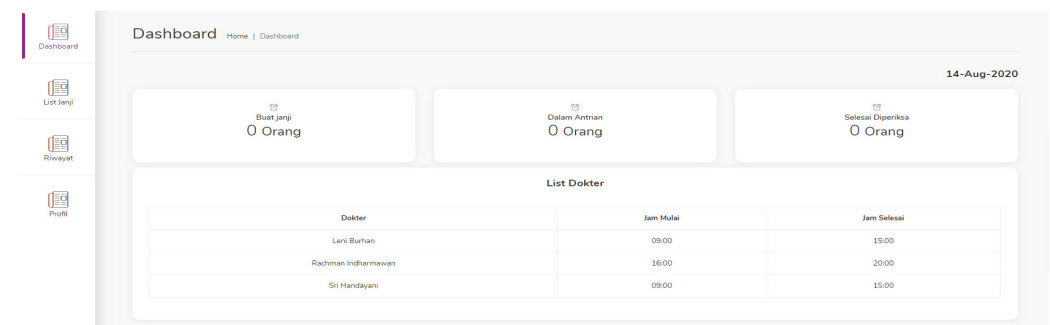 Dashboard
List Janji
Riwayat
Profil
Dashboard Home | Dashboard
14-Aug-2020
Buat janji
0 Orang
Dalam Antrian
0 Orang
Selesai Diperiksa
0 Orang
List Dokter
Dokter Jam Mulai Jam Selesai
Leni Burhan 09:00 15:00
Rachman Indharmawan 16:00 20:00
Sri Handayani 09:00 15:00